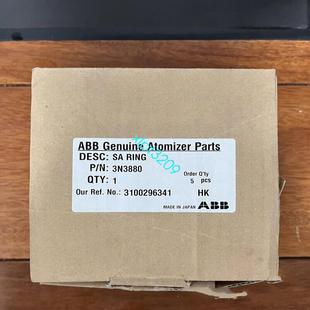 ABB Genuine Atomizer Parts
DESC: SA RING
P/N: 3N3880
Order Q'ty
QTY: 1
5 pcs
Our Ref. No.: 3100296341 HK
MADE IN JAPAN ABB